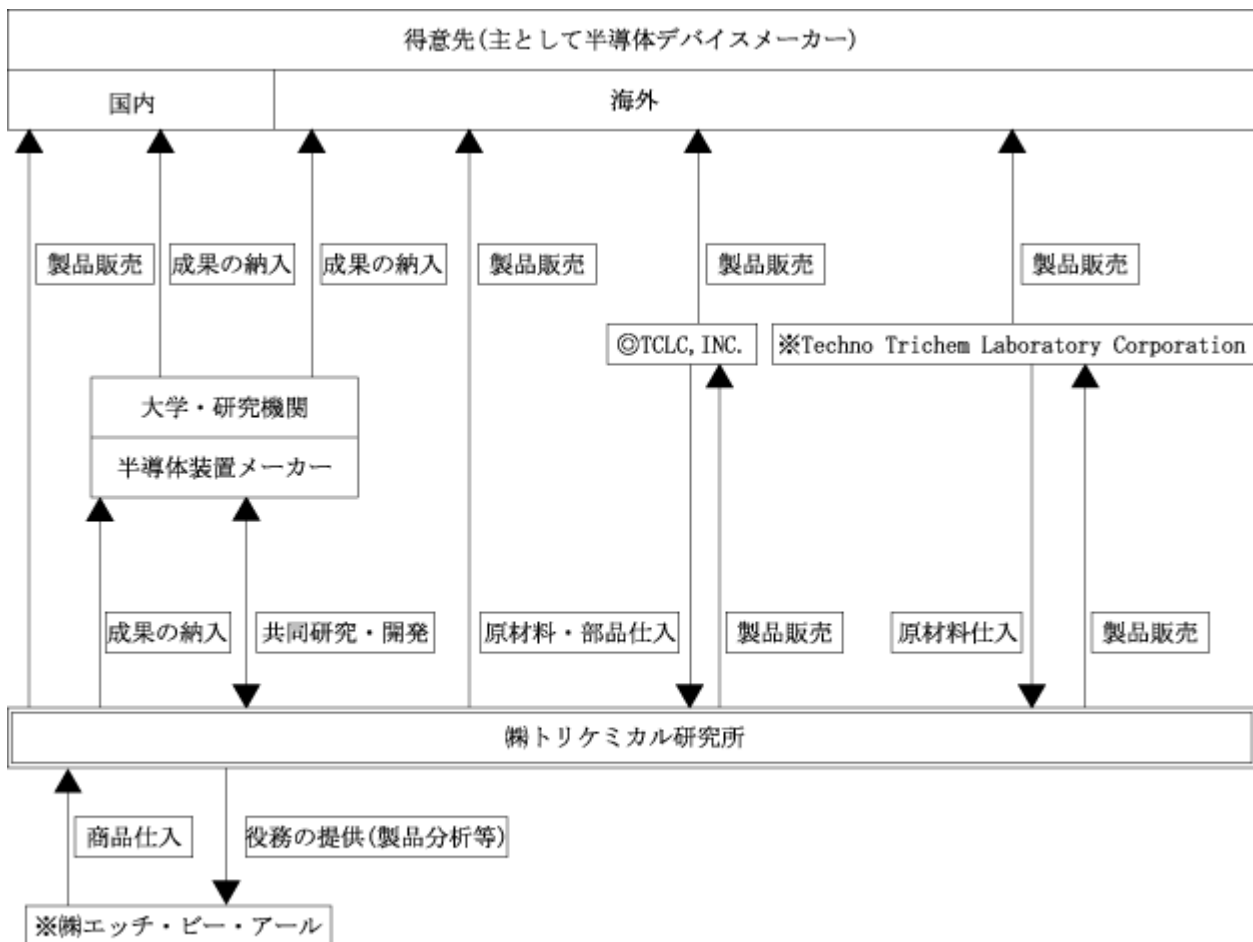 得意先(主として半導体デバイスメーカー)
国内
海外
製品販売
成果の納入
成果の納入
製品販売
製品販売
製品販売
◎TCLC,INC.
※Techno Trichem Laboratory Corporation
大学・研究機関
半導体装置メーカー
成果の納入
共同研究・開発
原材料・部品仕入
製品販売
原材料仕入
製品販売
㈱トリケミカル研究所
商品仕入
役務の提供(製品分析等)
※㈱エッチ・ビー・アール